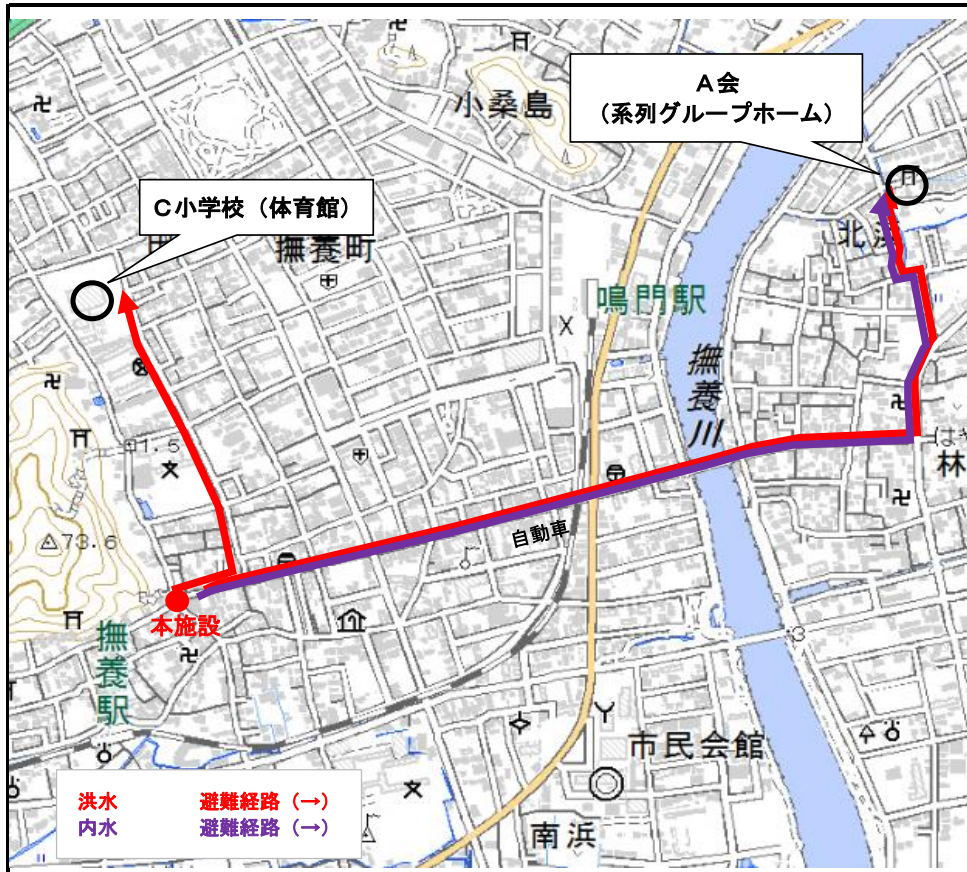 A会
(系列グループホーム)
小桑島
C小学校(体育館)
撫養町
北浜
鳴門駅
撫養川
林
1.5
73.6
自動車
本施設
撫養駅
3
市民会館
南浜
洪水 避難経路(→)
内水 避難経路(→)